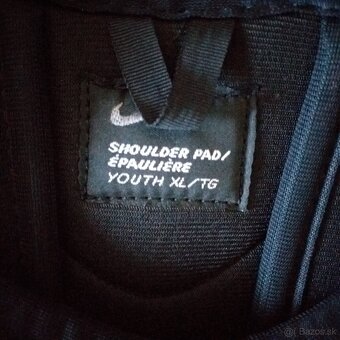 SHOULDER PAD/
ÉPAULIÈRE
YOUTH XL/TG
Bazos.sk